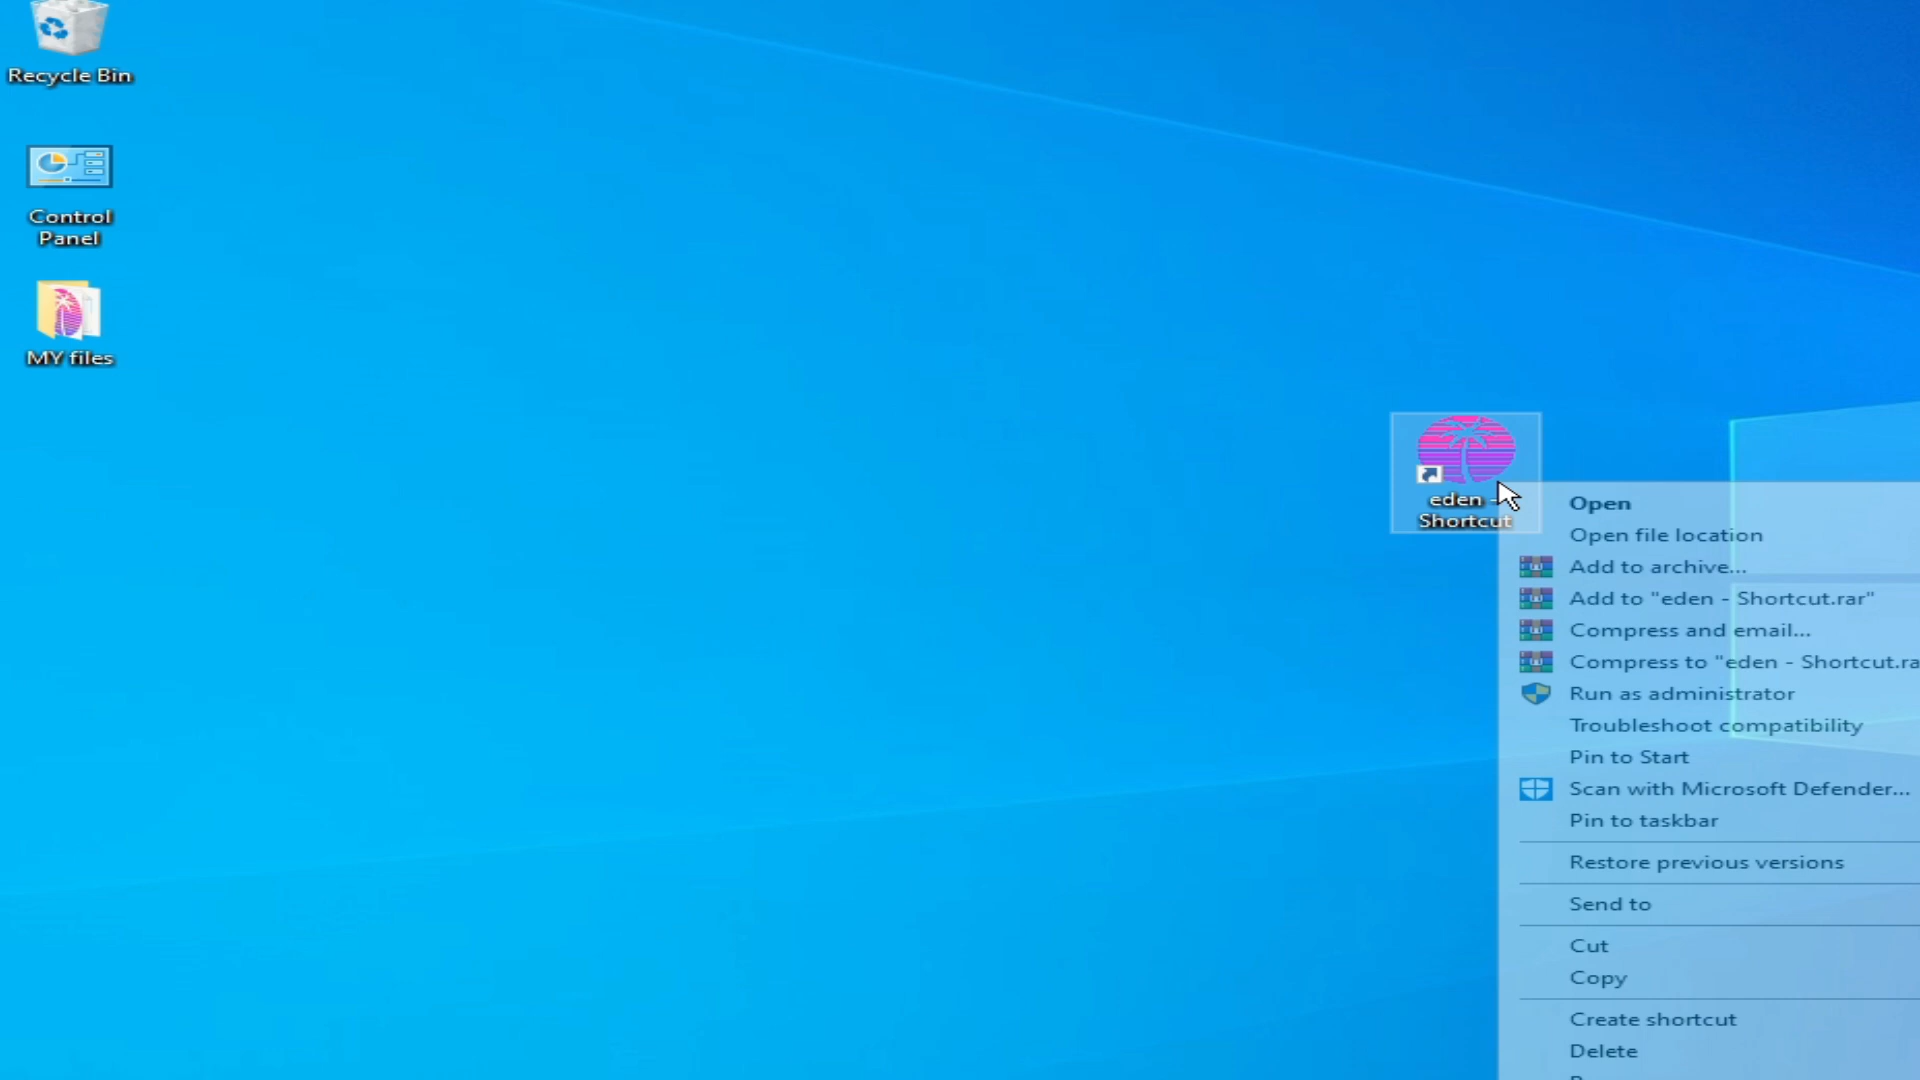 Recycle Bin
Control
Panel
MY files
eden -
Shortcut
Open
Open file location
Add to archive...
Add to "eden - Shortcut.rar"
Compress and email...
Compress to "eden - Shortcut.ra
Run as administrator
Troubleshoot compatibility
Pin to Start
Scan with Microsoft Defender...
Pin to taskbar
Restore previous versions
Send to
Cut
Copy
Create shortcut
Delete